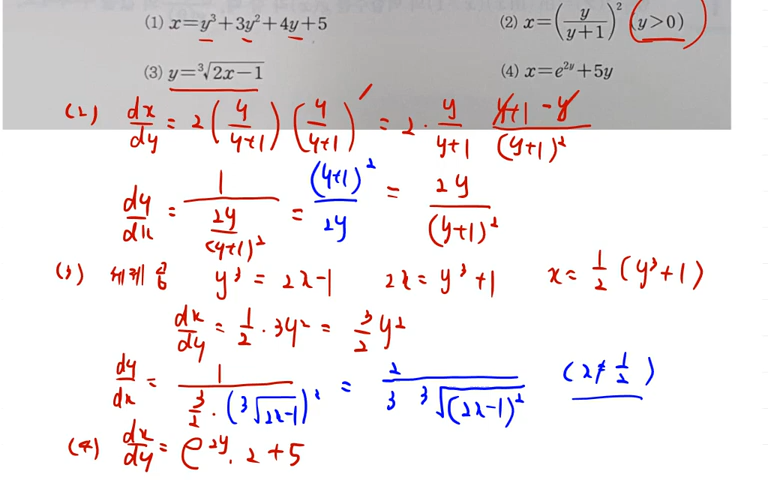 (1) x=y³+3y²+4y+5 (2) x=(y/(y+1))² (y>0)
(3) y=³√(2x−1) (4) x=e^(2y)+5y
(2) dx/dy = 2(y/(y+1))(y/(y+1))′ = 2·y/(y+1) (y+1−y)/(y+1)²
dy/dx = 1/(2y/(y+1)²) = (y+1)²/2y = 2y/(y+1)²
(3) 세제곱 y³=2x−1 2x=y³+1 x=1/2(y³+1)
dx/dy = 1/2·3y² = 3/2y²
dy/dx = 1/(3/2·(³√(2x−1))²) = 2/(3 ³√((2x−1)²)) (x≠1/2)
(4) dx/dy = e^(2y)·2+5